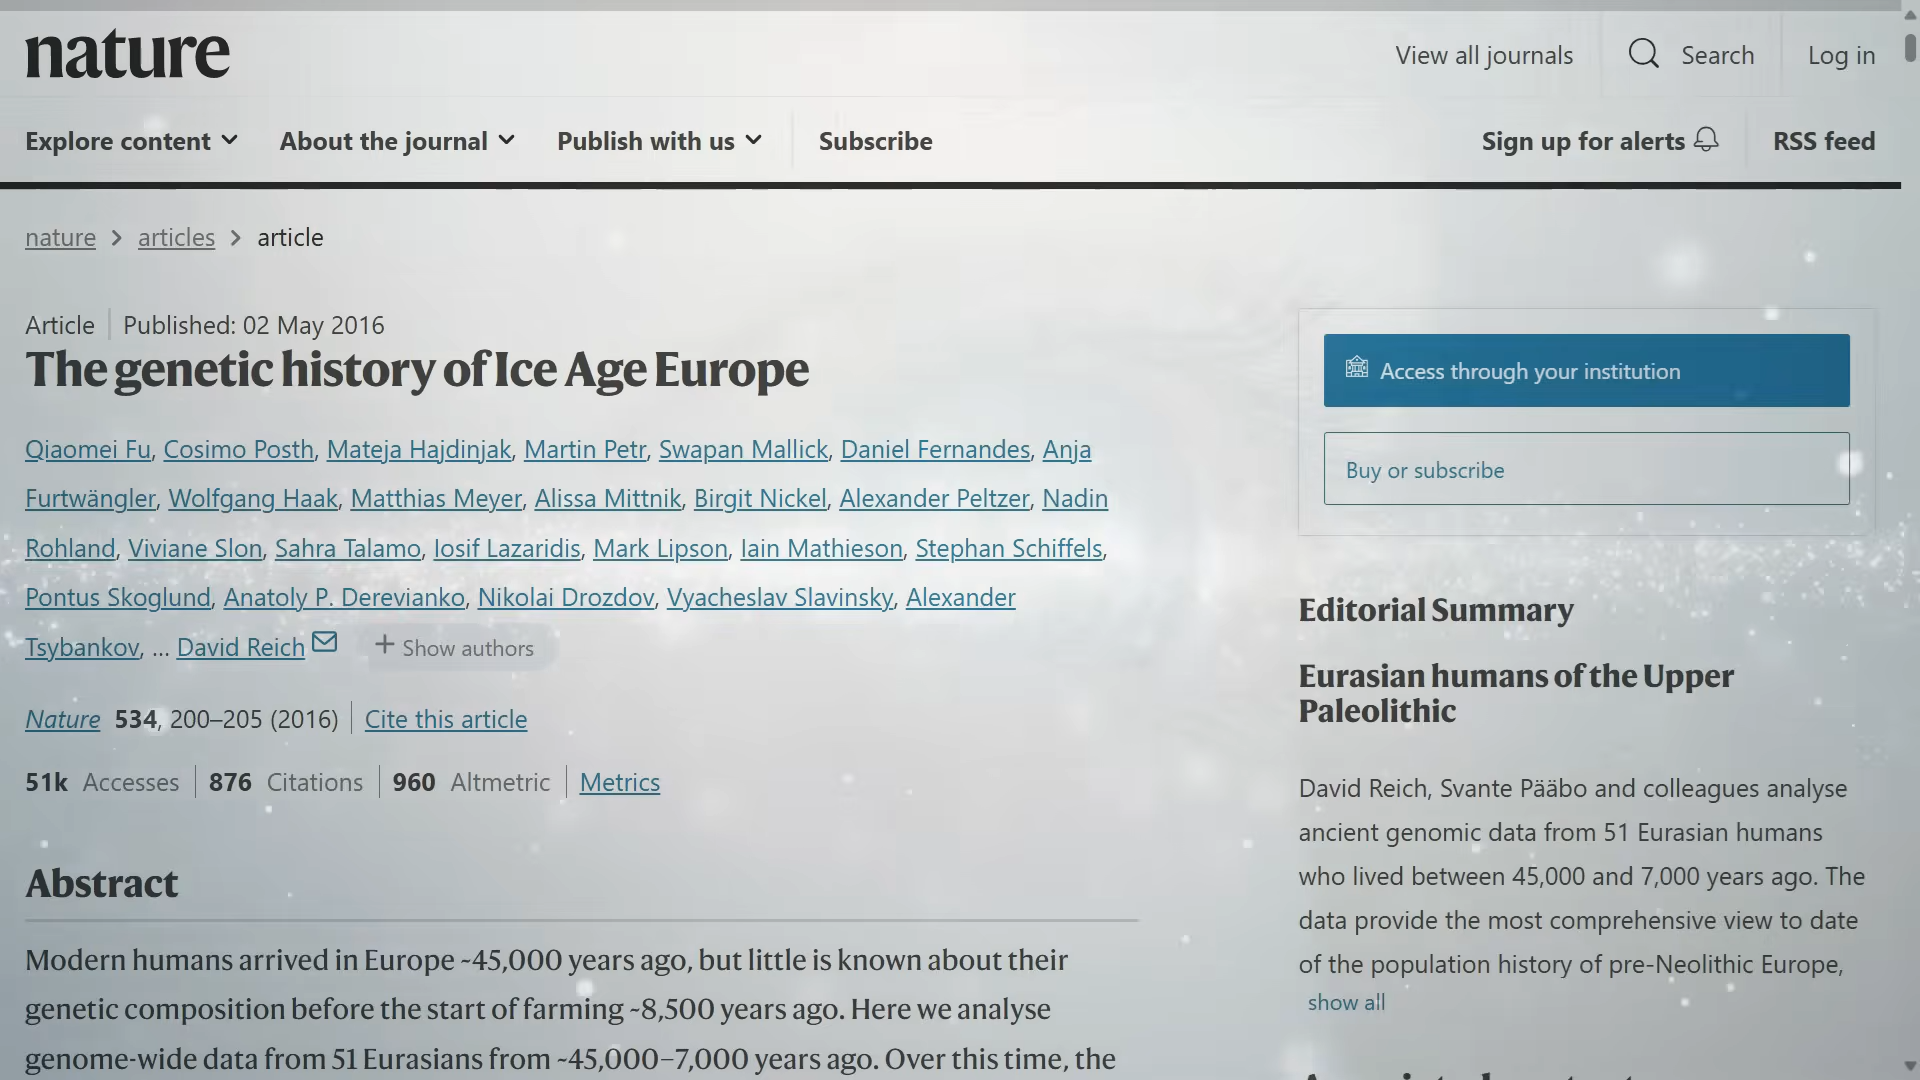 nature
View all journals
Search
Log in
Explore content
About the journal
Publish with us
Subscribe
Sign up for alerts
RSS feed
nature > articles > article
Article
Published: 02 May 2016
The genetic history of Ice Age Europe
Qiaomei Fu, Cosimo Posth, Mateja Hajdinjak, Martin Petr, Swapan Mallick, Daniel Fernandes, Anja
Furtwängler, Wolfgang Haak, Matthias Meyer, Alissa Mittnik, Birgit Nickel, Alexander Peltzer, Nadin
Rohland, Viviane Slon, Sahra Talamo, Iosif Lazaridis, Mark Lipson, Iain Mathieson, Stephan Schiffels,
Pontus Skoglund, Anatoly P. Derevianko, Nikolai Drozdov, Vyacheslav Slavinsky, Alexander
Tsybankov, ... David Reich + Show authors
Nature 534, 200–205 (2016)
Cite this article
51k Accesses
876 Citations
960 Altmetric
Metrics
Abstract
Modern humans arrived in Europe ~45,000 years ago, but little is known about their
genetic composition before the start of farming ~8,500 years ago. Here we analyse
genome-wide data from 51 Eurasians from ~45,000–7,000 years ago. Over this time, the
Access through your institution
Buy or subscribe
Editorial Summary
Eurasian humans of the Upper
Paleolithic
David Reich, Svante Pääbo and colleagues analyse
ancient genomic data from 51 Eurasian humans
who lived between 45,000 and 7,000 years ago. The
data provide the most comprehensive view to date
of the population history of pre-Neolithic Europe,
show all